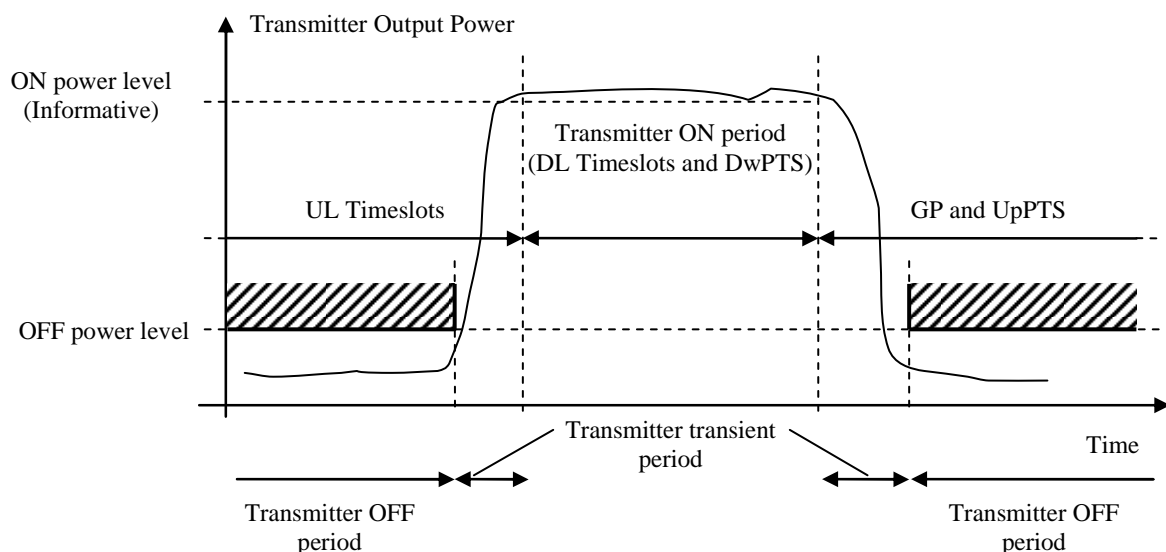 Transmitter Output Power
ON power level
(Informative)
Transmitter ON period
(DL Timeslots and DwPTS)
UL Timeslots
GP and UpPTS
OFF power level
Transmitter transient
period
Time
Transmitter OFF
period
Transmitter OFF
period